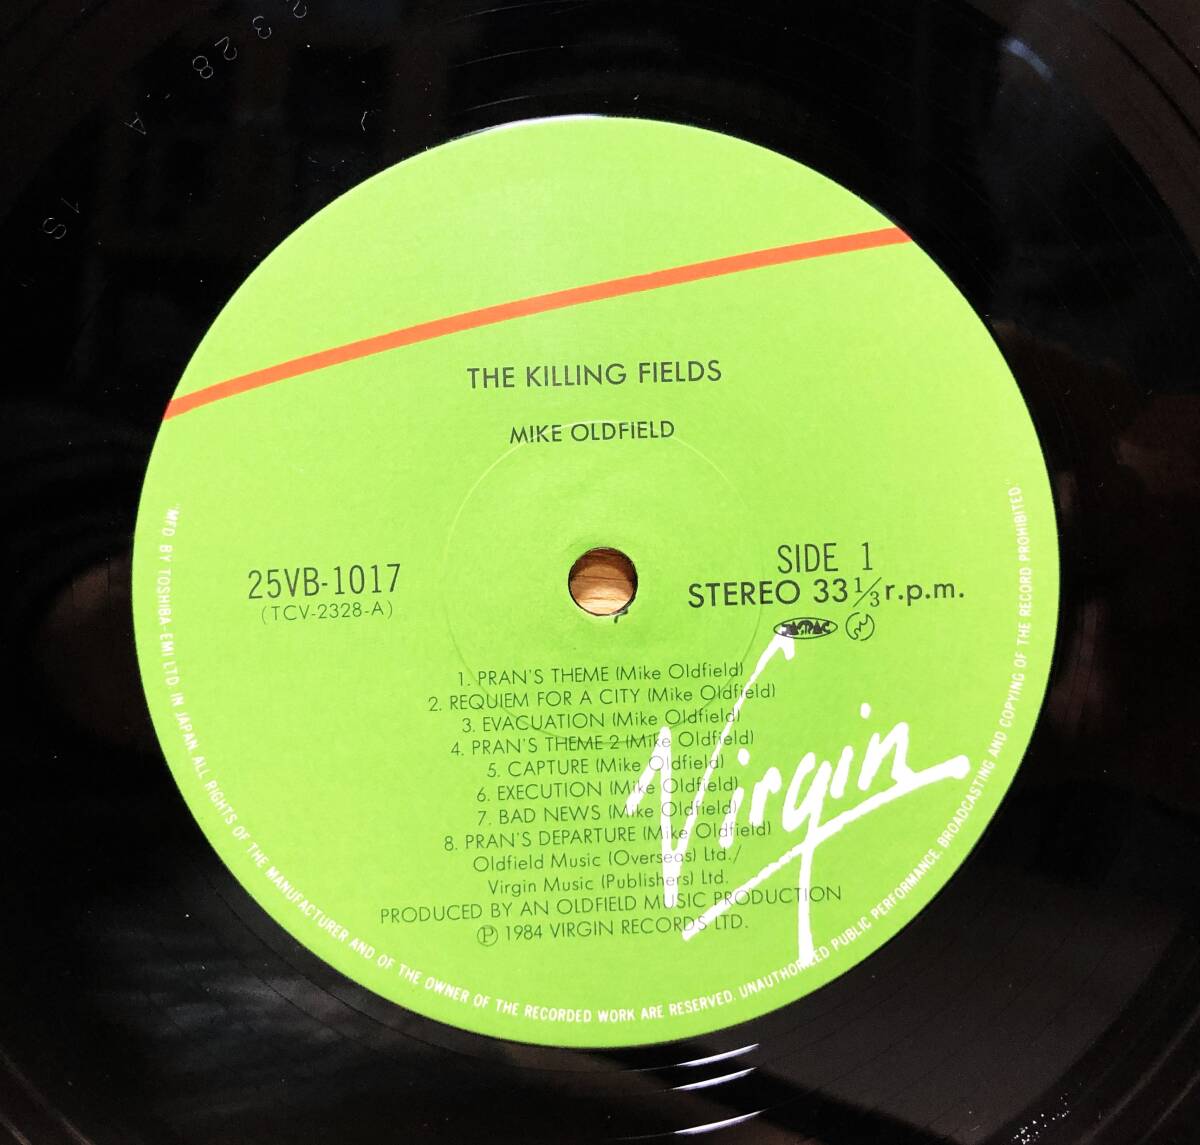 THE KILLING FIELDS
MIKE OLDFIELD
25VB-1017
(TCV-2328-A)
SIDE 1
STEREO 33 1/3 r.p.m.
JASRAC
1. PRAN'S THEME (Mike Oldfield)
2. REQUIEM FOR A CITY (Mike Oldfield)
3. EVACUATION (Mike Oldfield)
4. PRAN'S THEME 2 (Mike Oldfield)
5. CAPTURE (Mike Oldfield)
6. EXECUTION (Mike Oldfield)
7. BAD NEWS (Mike Oldfield)
8. PRAN'S DEPARTURE (Mike Oldfield)
Oldfield Music (Overseas) Ltd./
Virgin Music (Publishers) Ltd.
PRODUCED BY AN OLDFIELD MUSIC PRODUCTION
Ⓟ 1984 VIRGIN RECORDS LTD.
Virgin
"MFD BY TOSHIBA-EMI LTD IN JAPAN ALL RIGHTS OF THE MANUFACTURER AND OF THE OWNER OF THE RECORDED WORK ARE RESERVED. UNAUTHORIZED PUBLIC PERFORMANCE, BROADCASTING AND COPYING OF THE RECORD PROHIBITED."
2328-A
1S